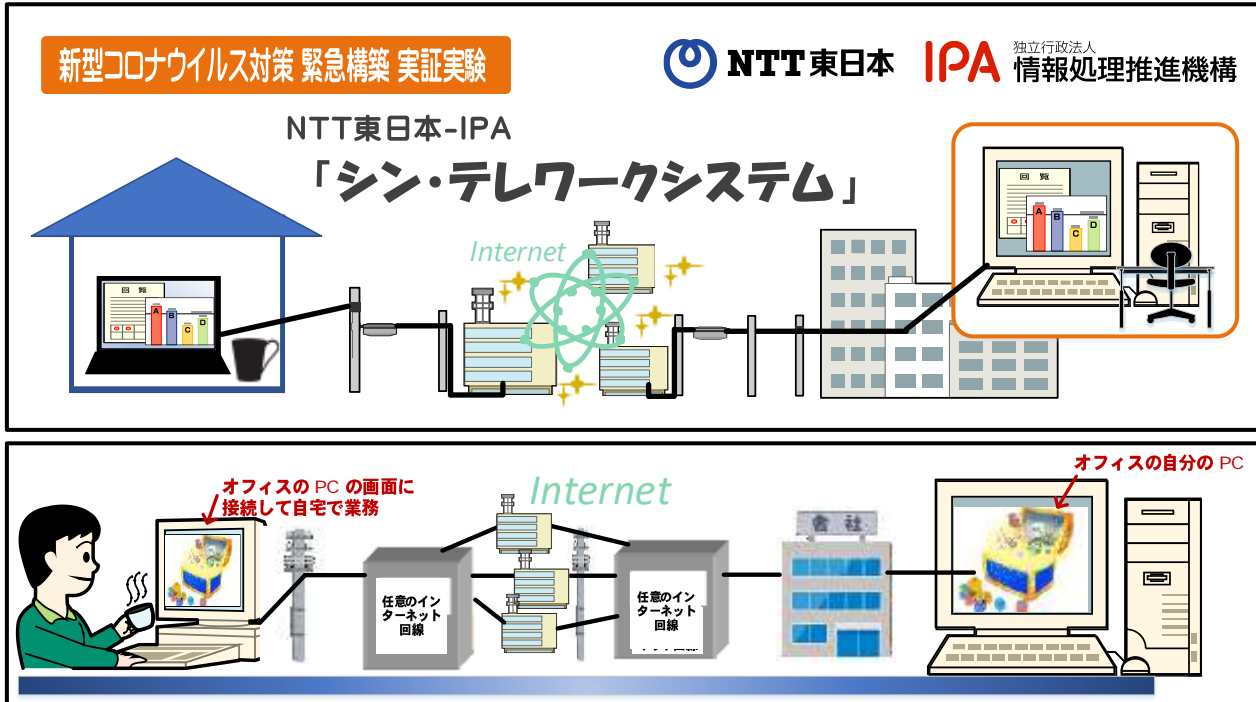 新型コロナウイルス対策 緊急構築 実証実験
NTT東日本
IPA
独立行政法人
情報処理推進機構
NTT東日本-IPA
「シン・テレワークシステム」
Internet
回 覧
A
B
C
D
回 覧
A
B
C
D
オフィスの PC の画面に
接続して自宅で業務
Internet
オフィスの自分の PC
会 社
任意のイン
ターネット
回線
任意のイン
ターネット
回線